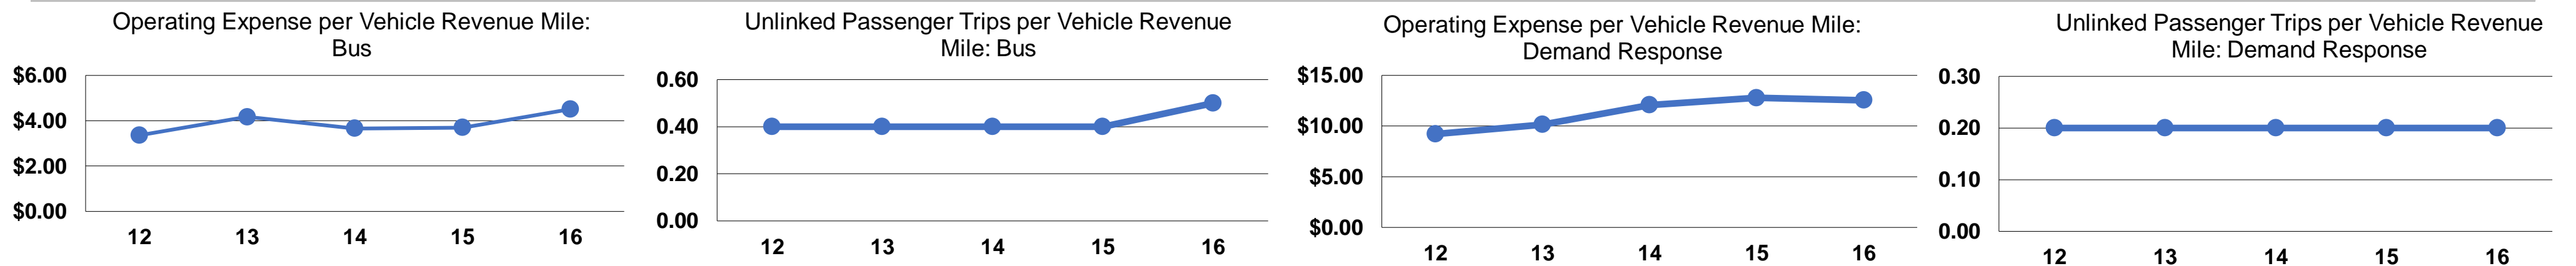 Operating Expense per Vehicle Revenue Mile:
Bus
$6.00
$4.00
$2.00
$0.00
12 13 14 15 16
Unlinked Passenger Trips per Vehicle Revenue
Mile: Bus
0.60
0.40
0.20
0.00
12 13 14 15 16
Operating Expense per Vehicle Revenue Mile:
Demand Response
$15.00
$10.00
$5.00
$0.00
12 13 14 15 16
Unlinked Passenger Trips per Vehicle Revenue
Mile: Demand Response
0.30
0.20
0.10
0.00
12 13 14 15 16